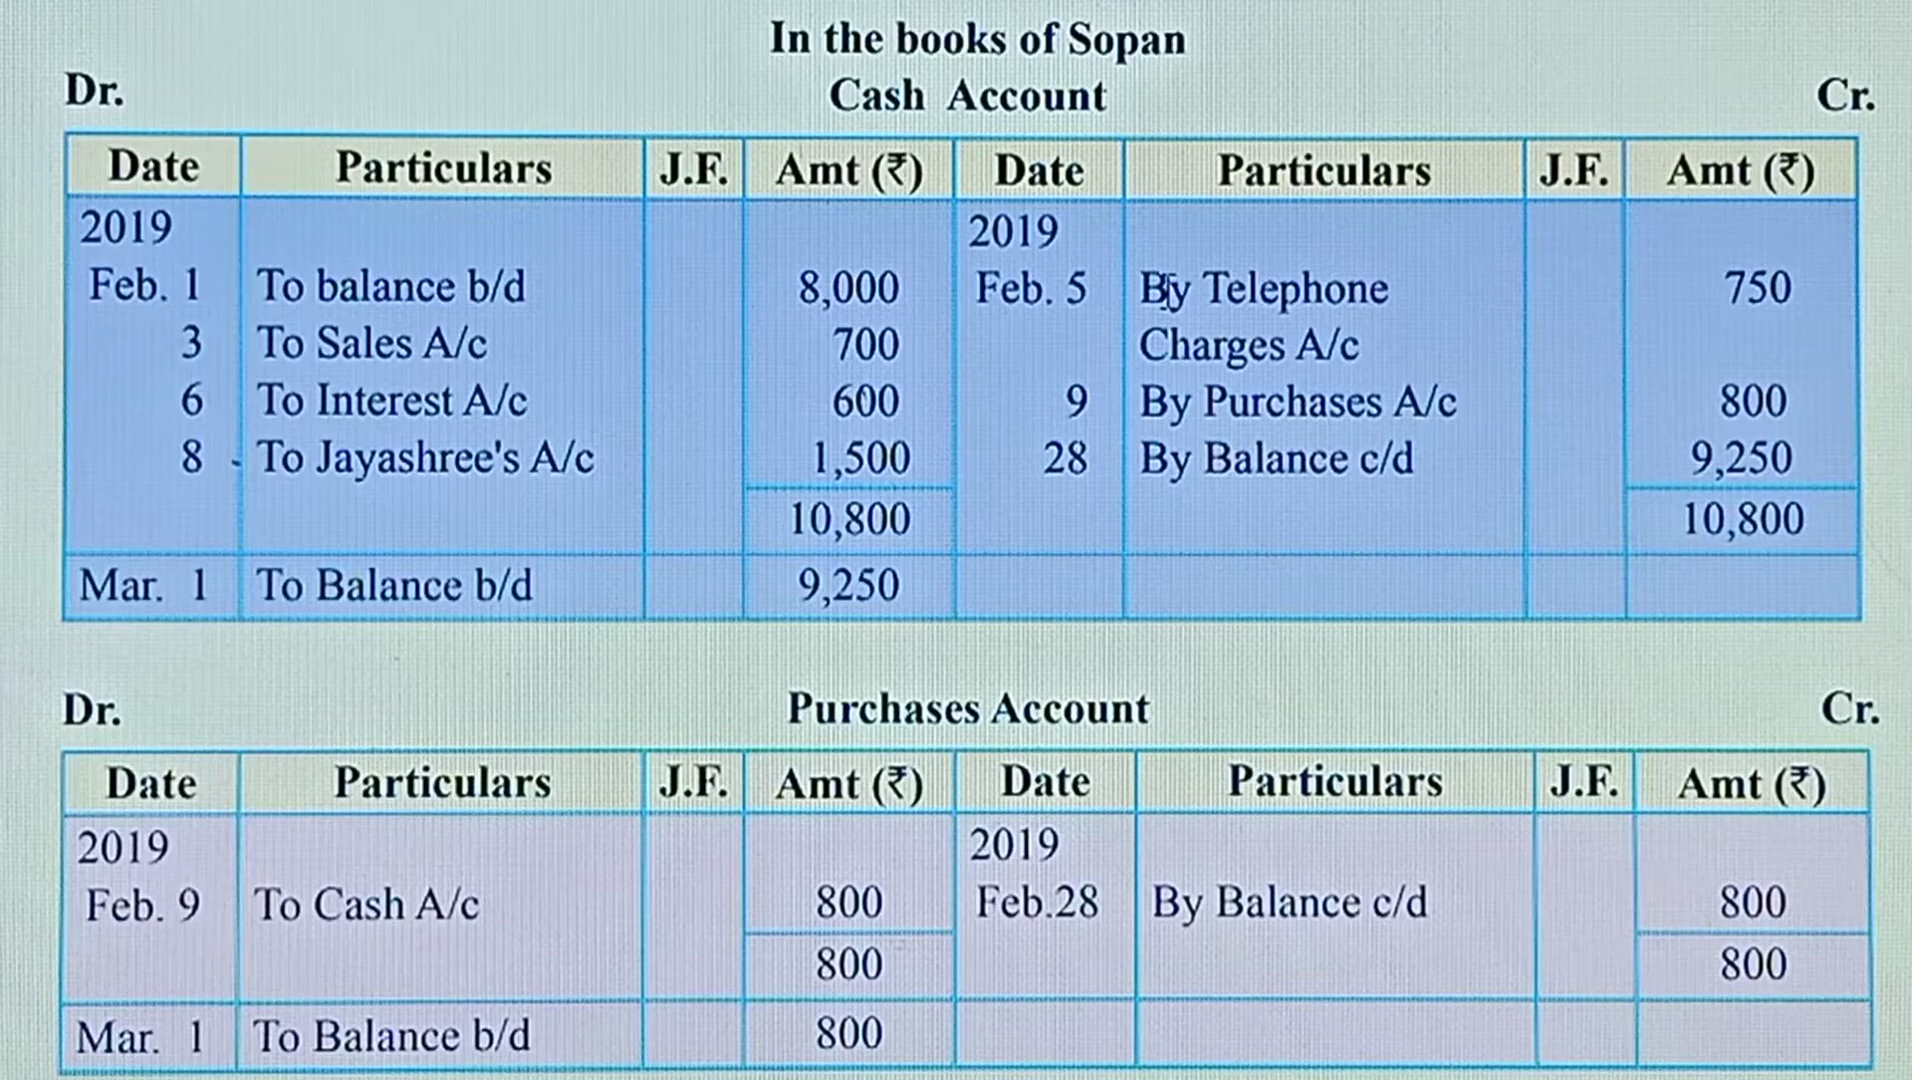 In the books of Sopan
Dr. Cash Account Cr.
Date Particulars J.F. Amt (₹) Date Particulars J.F. Amt (₹)
2019 2019
Feb. 1 To balance b/d 8,000 Feb. 5 By Telephone 750
3 To Sales A/c 700 Charges A/c
6 To Interest A/c 600 9 By Purchases A/c 800
8 To Jayashree's A/c 1,500 28 By Balance c/d 9,250
10,800 10,800
Mar. 1 To Balance b/d 9,250
Dr. Purchases Account Cr.
Date Particulars J.F. Amt (₹) Date Particulars J.F. Amt (₹)
2019 2019
Feb. 9 To Cash A/c 800 Feb.28 By Balance c/d 800
800 800
Mar. 1 To Balance b/d 800